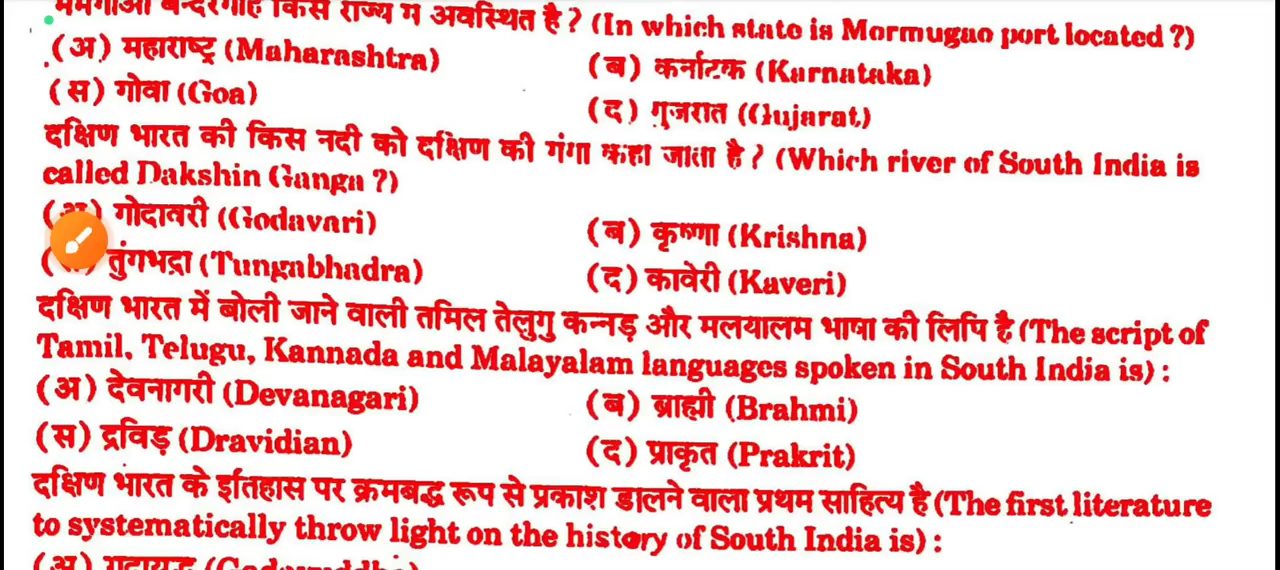 बन्दरगाह किस राज्य में अवस्थित है ? (In which state is Mormugao port located ?)
(अ) महाराष्ट्र (Maharashtra) (ब) कर्नाटक (Karnataka)
(स) गोवा (Goa) (द) गुजरात (Gujarat)
दक्षिण भारत की किस नदी को दक्षिण की गंगा कहा जाता है ? (Which river of South India is
called Dakshin Ganga ?)
(अ) गोदावरी (Godavari) (ब) कृष्णा (Krishna)
तुंगभद्रा (Tungabhadra) (द) कावेरी (Kaveri)
दक्षिण भारत में बोली जाने वाली तमिल तेलुगु कन्नड़ और मलयालम भाषा की लिपि है (The script of
Tamil, Telugu, Kannada and Malayalam languages spoken in South India is) :
(अ) देवनागरी (Devanagari) (ब) ब्राह्मी (Brahmi)
(स) द्रविड़ (Dravidian) (द) प्राकृत (Prakrit)
दक्षिण भारत के इतिहास पर क्रमबद्ध रूप से प्रकाश डालने वाला प्रथम साहित्य है (The first literature
to systematically throw light on the history of South India is) :
(अ)